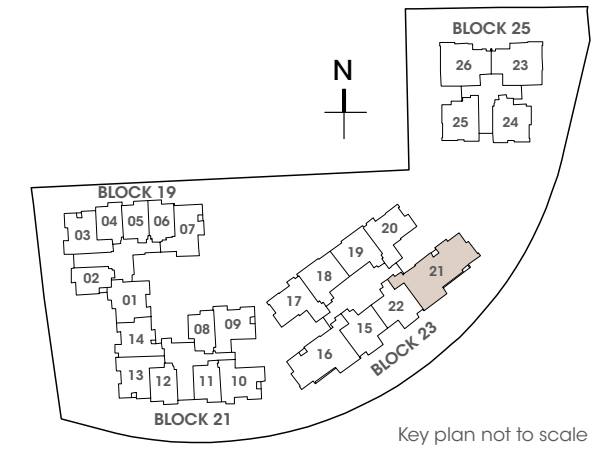 BLOCK 25
26 23
25 24
N
BLOCK 19
03 04 05 06 07
02
01
14
13 12 11 10
08 09
BLOCK 21
20
19
18
17
21
22
15
16
BLOCK 23
Key plan not to scale